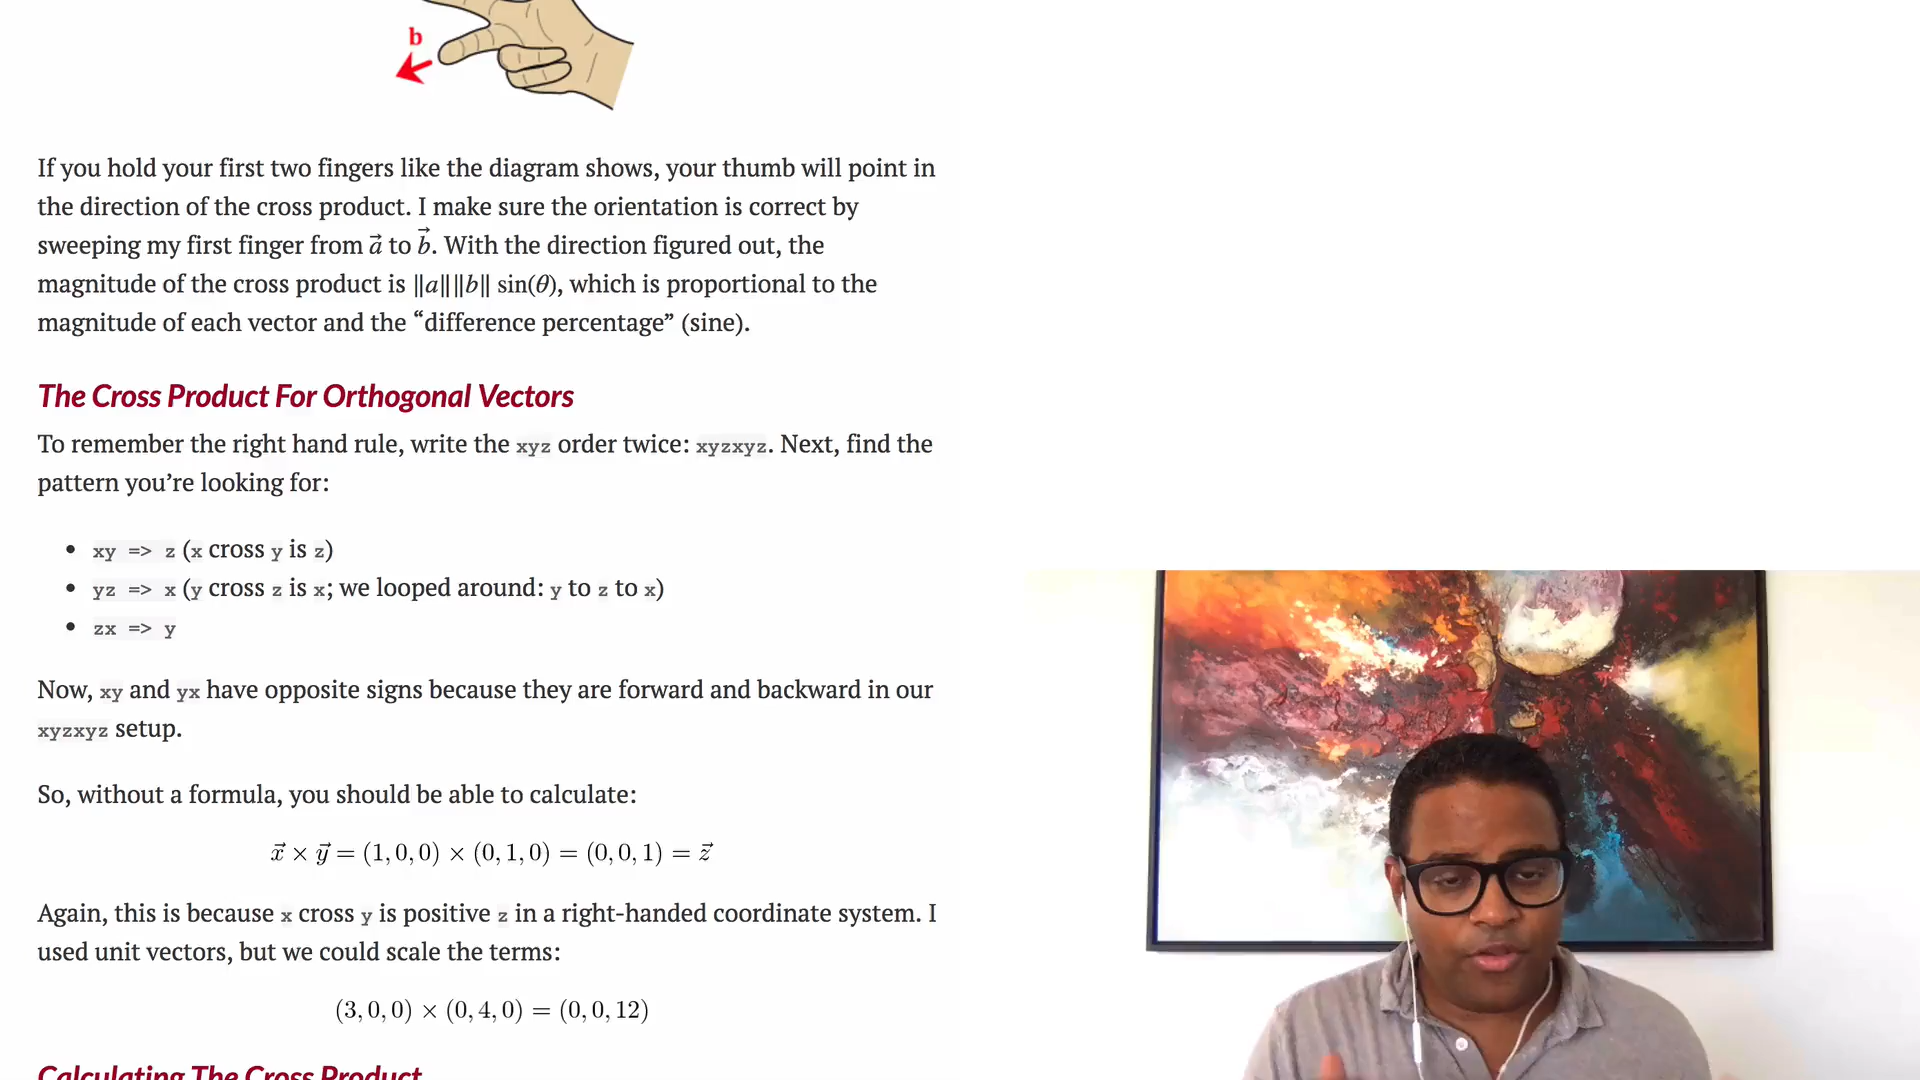 b
If you hold your first two fingers like the diagram shows, your thumb will point in
the direction of the cross product. I make sure the orientation is correct by
sweeping my first finger from a⃗ to b⃗. With the direction figured out, the
magnitude of the cross product is ‖a‖‖b‖ sin(θ), which is proportional to the
magnitude of each vector and the “difference percentage” (sine).
The Cross Product For Orthogonal Vectors
To remember the right hand rule, write the xyz order twice: xyzxyz. Next, find the
pattern you’re looking for:
• xy => z (x cross y is z)
• yz => x (y cross z is x; we looped around: y to z to x)
• zx => y
Now, xy and yx have opposite signs because they are forward and backward in our
xyzxyz setup.
So, without a formula, you should be able to calculate:
x⃗ × y⃗ = (1, 0, 0) × (0, 1, 0) = (0, 0, 1) = z⃗
Again, this is because x cross y is positive z in a right-handed coordinate system. I
used unit vectors, but we could scale the terms:
(3, 0, 0) × (0, 4, 0) = (0, 0, 12)
Calculating The Cross Product